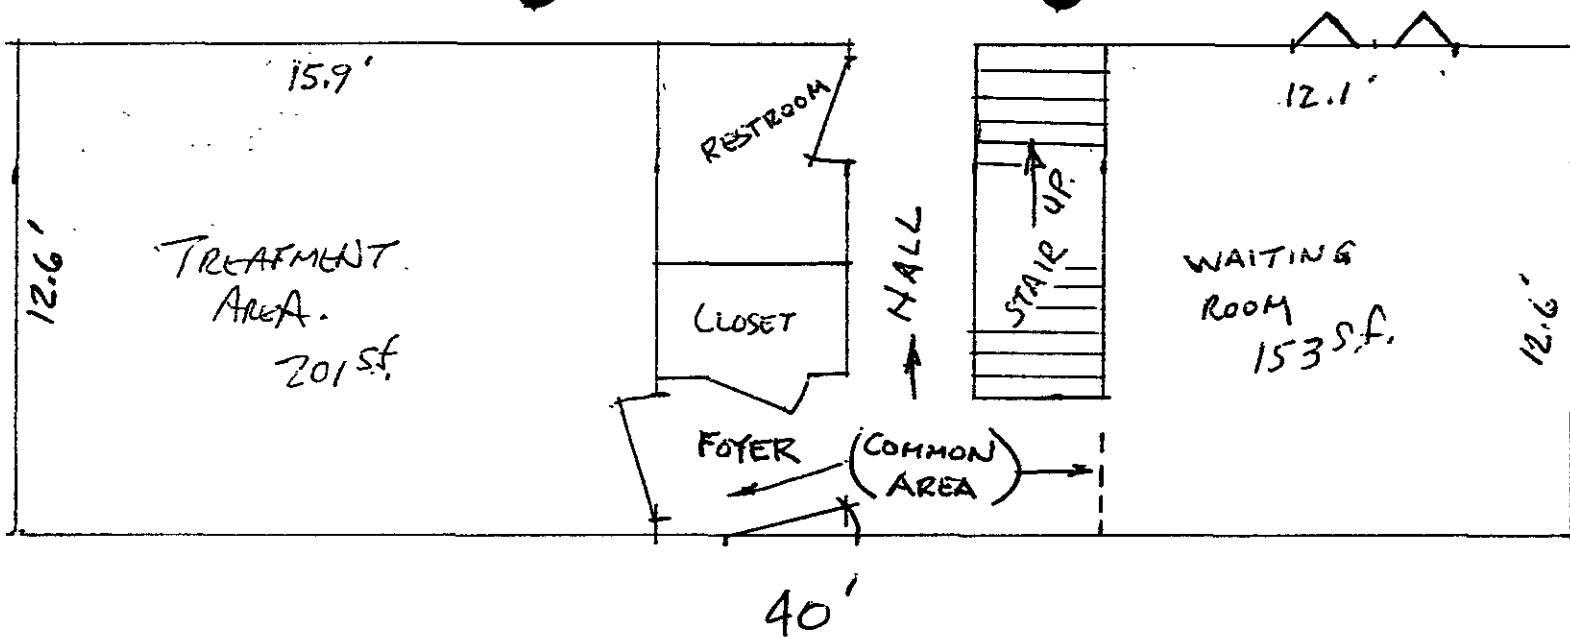 15.9'
12.6'
TREATMENT
AREA.
201 s.f.
RESTROOM
CLOSET
FOYER
(COMMON
AREA)
HALL
STAIR UP.
12.1'
WAITING
ROOM
153 s.f.
12.6'
40'